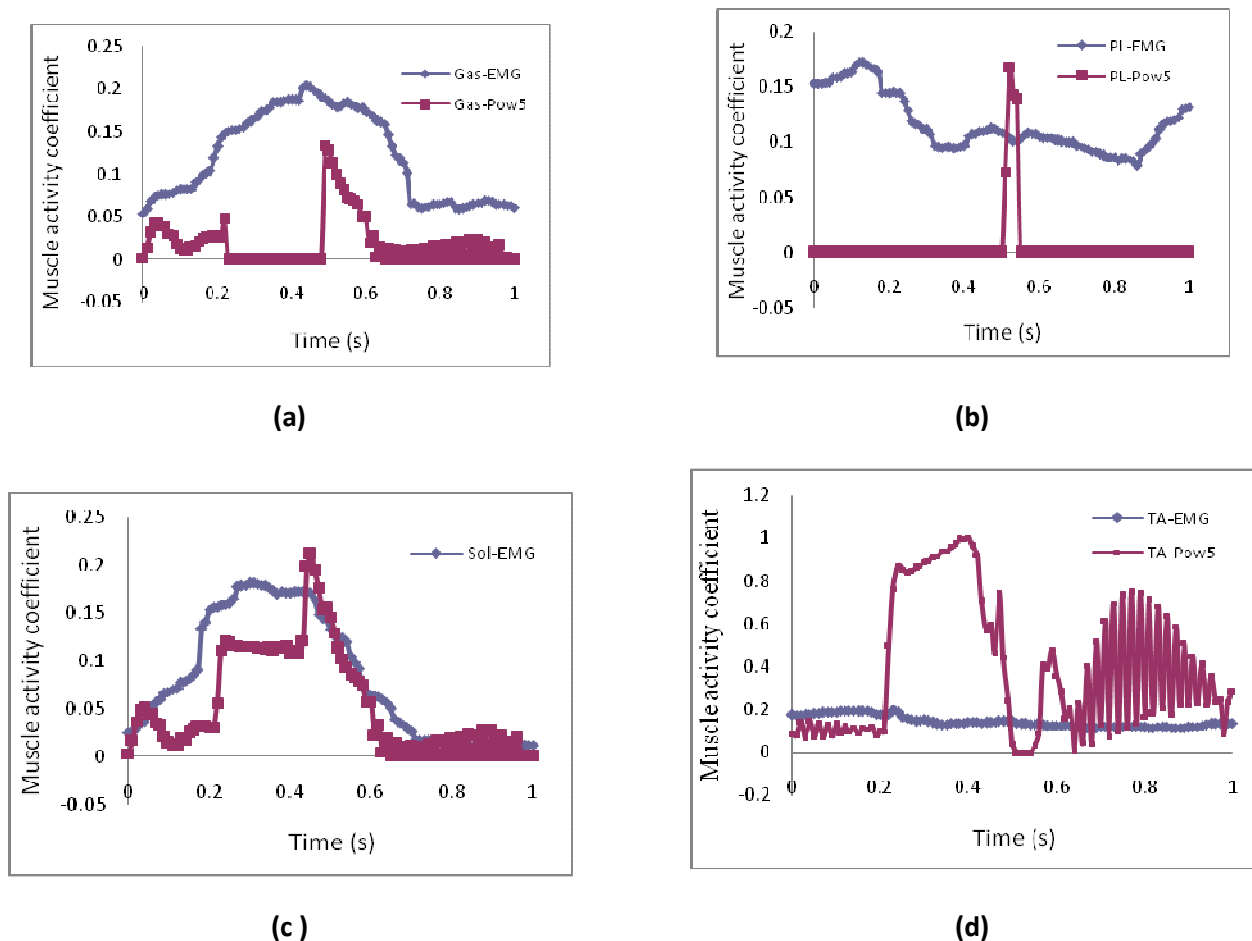 0.25
0.2
0.15
0.1
0.05
0
-0.05
Muscle activity coefficient
Gas-EMG
Gas-Pow5
0 0.2 0.4 0.6 0.8 1
Time (s)
(a)
0.2
0.15
0.1
0.05
0
-0.05
Muscle activity coefficient
PL-EMG
PL-Pow5
0 0.2 0.4 0.6 0.8 1
Time (s)
(b)
0.25
0.2
0.15
0.1
0.05
0
-0.05
Muscle activity coefficient
Sol-EMG
0 0.2 0.4 0.6 0.8 1
Time (s)
(c )
1.2
1
0.8
0.6
0.4
0.2
0
-0.2
Muscle activity coefficient
TA-EMG
TA-Pow5
0 0.2 0.4 0.6 0.8 1
Time (s)
(d)